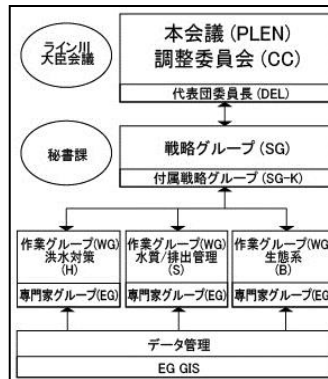 ライン川
大臣会議
本会議(PLEN)
調整委員会(CC)
代表団委員長(DEL)
秘書課
戦略グループ(SG)
付属戦略グループ(SG-K)
作業グループ(WG)
洪水対策
(H)
専門家グループ(EG)
作業グループ(WG)
水質/排出管理
(S)
専門家グループ(EG)
作業グループ(WG)
生態系
(B)
専門家グループ(EG)
データ管理
EG GIS